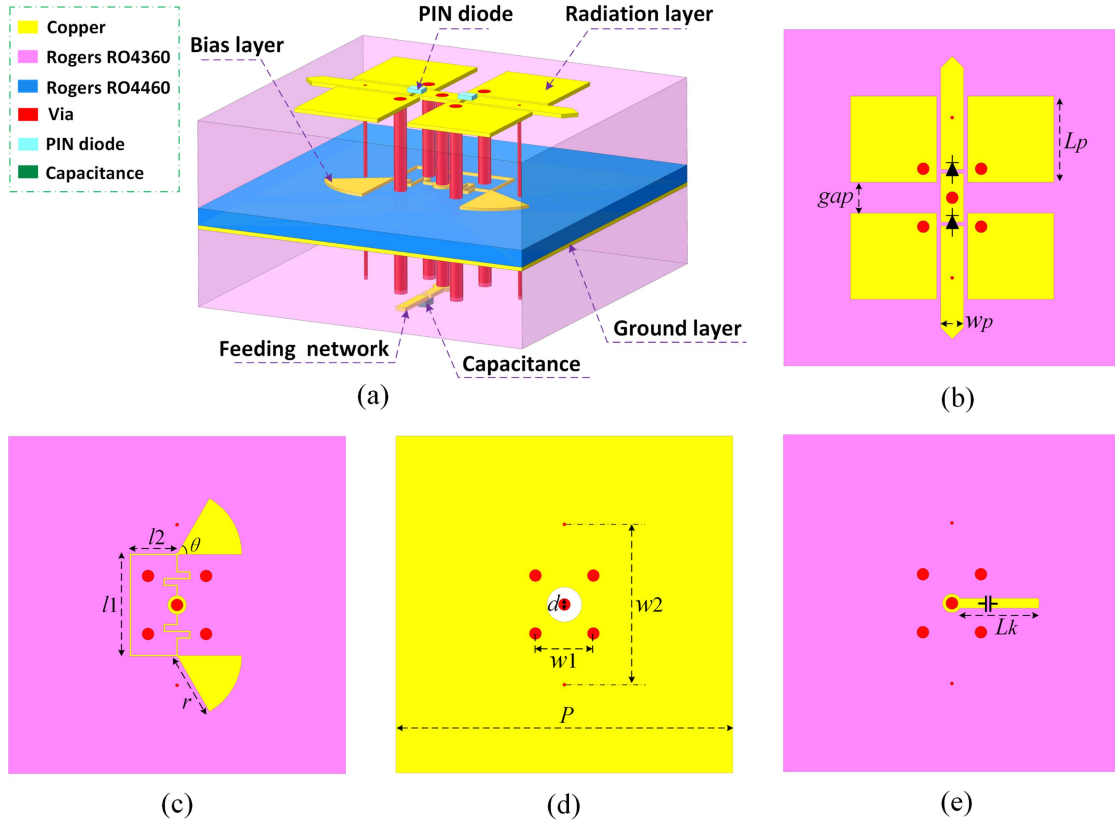 Copper
Rogers RO4360
Rogers RO4460
Via
PIN diode
Capacitance
PIN diode
Radiation layer
Bias layer
Ground layer
Feeding network
Capacitance
(a)
Lp
gap
wp
(b)
l2
θ
l1
r
(c)
d
w2
w1
P
(d)
Lk
(e)